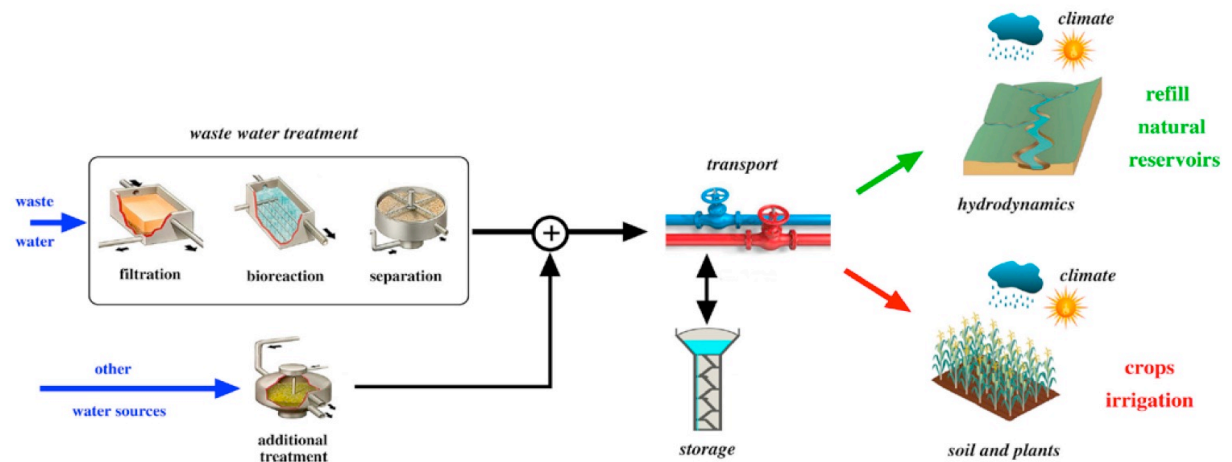 climate
refill
natural
reservoirs
hydrodynamics
waste water treatment
waste
water
filtration
bioreaction
separation
+
transport
climate
other
water sources
additional
treatment
storage
crops
irrigation
soil and plants